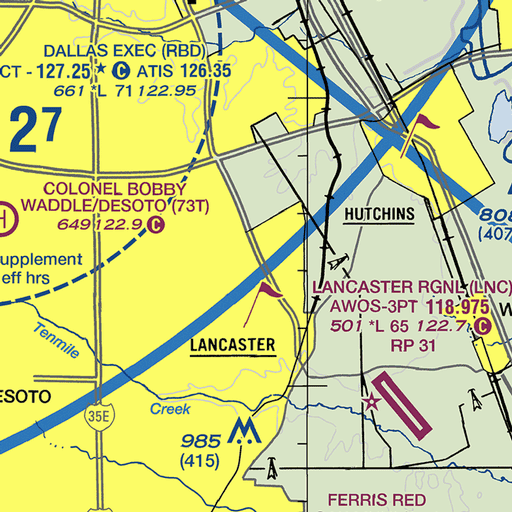 DALLAS EXEC (RBD)
CT - 127.25 * C ATIS 126.35
661 *L 71 122.95
27
COLONEL BOBBY
WADDLE/DESOTO (73T)
H
649 122.9 C
HUTCHINS
808
(407
upplement
eff hrs
LANCASTER RGNL (LNC)
AWOS-3PT 118.975
501 *L 65 122.7 C
RP 31
W
Tenmile
LANCASTER
ESOTO
35E
Creek
985
(415)
FERRIS RED